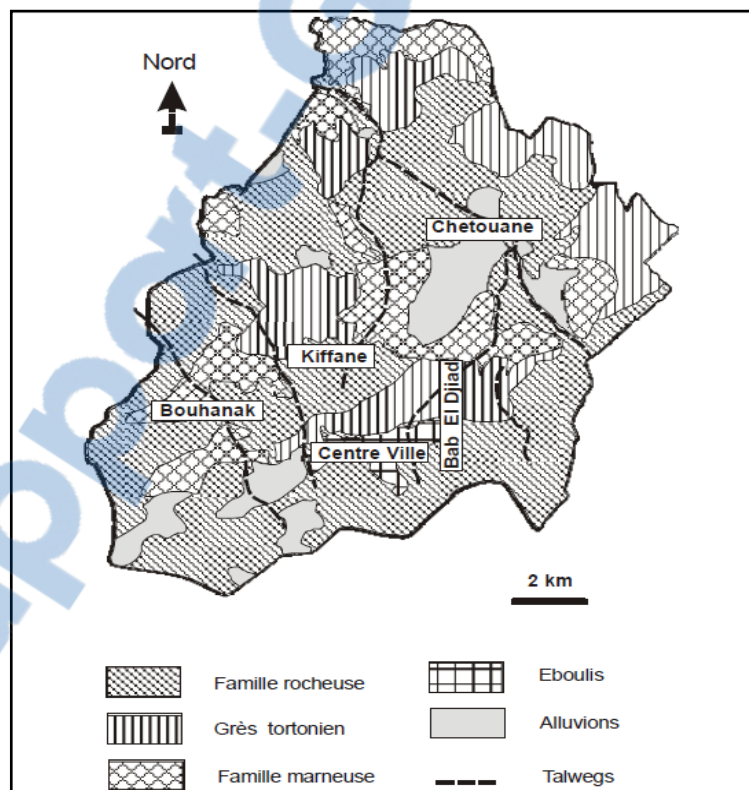 Nord
Chetouane
Kiffane
Bouhanak
Centre Ville
Bab El Djiad
2 km
Famille rocheuse
Eboulis
Grès tortonien
Alluvions
Famille marneuse
Talwegs